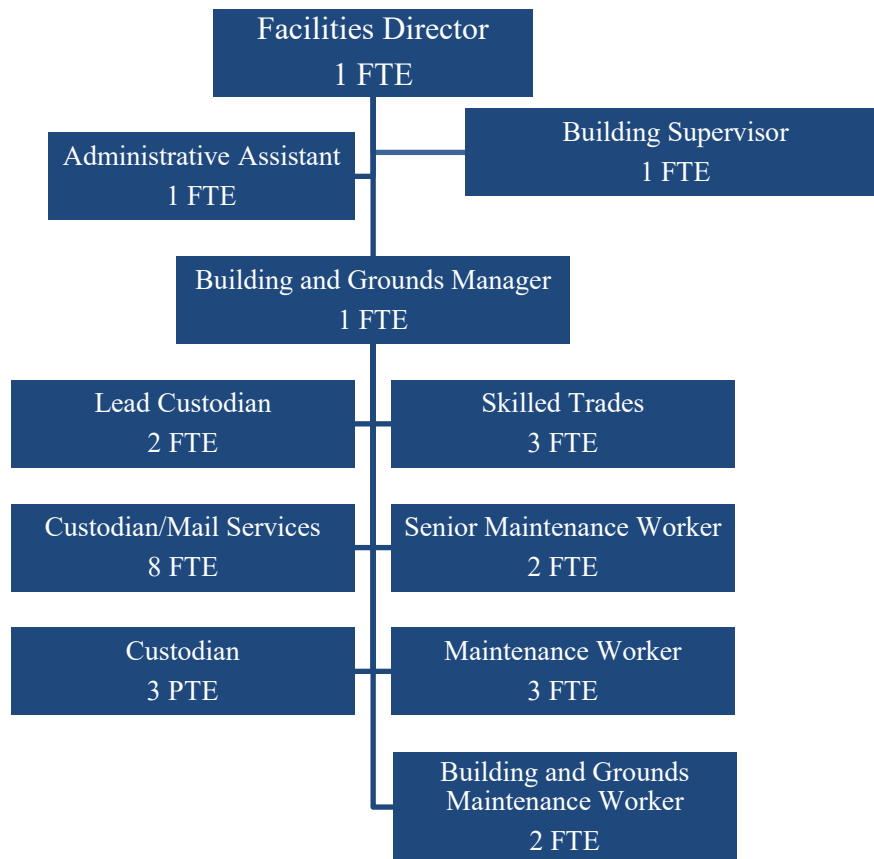 Facilities Director
1 FTE
Administrative Assistant
1 FTE
Building Supervisor
1 FTE
Building and Grounds Manager
1 FTE
Lead Custodian
2 FTE
Skilled Trades
3 FTE
Custodian/Mail Services
8 FTE
Senior Maintenance Worker
2 FTE
Custodian
3 PTE
Maintenance Worker
3 FTE
Building and Grounds
Maintenance Worker
2 FTE